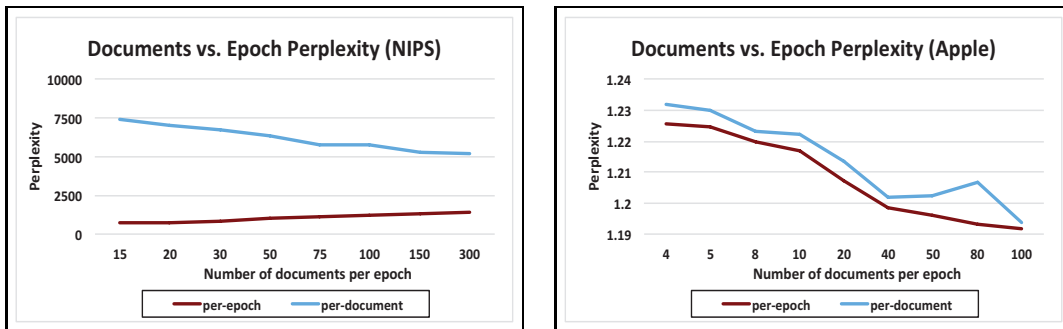 Documents vs. Epoch Perplexity (NIPS)
10000
7500
5000
2500
0
Perplexity
15 20 30 50 75 100 150 300
Number of documents per epoch
per-epoch per-document
Documents vs. Epoch Perplexity (Apple)
1.24
1.23
1.22
1.21
1.2
1.19
Perplexity
4 5 8 10 20 40 50 80 100
Number of documents per epoch
per-epoch per-document